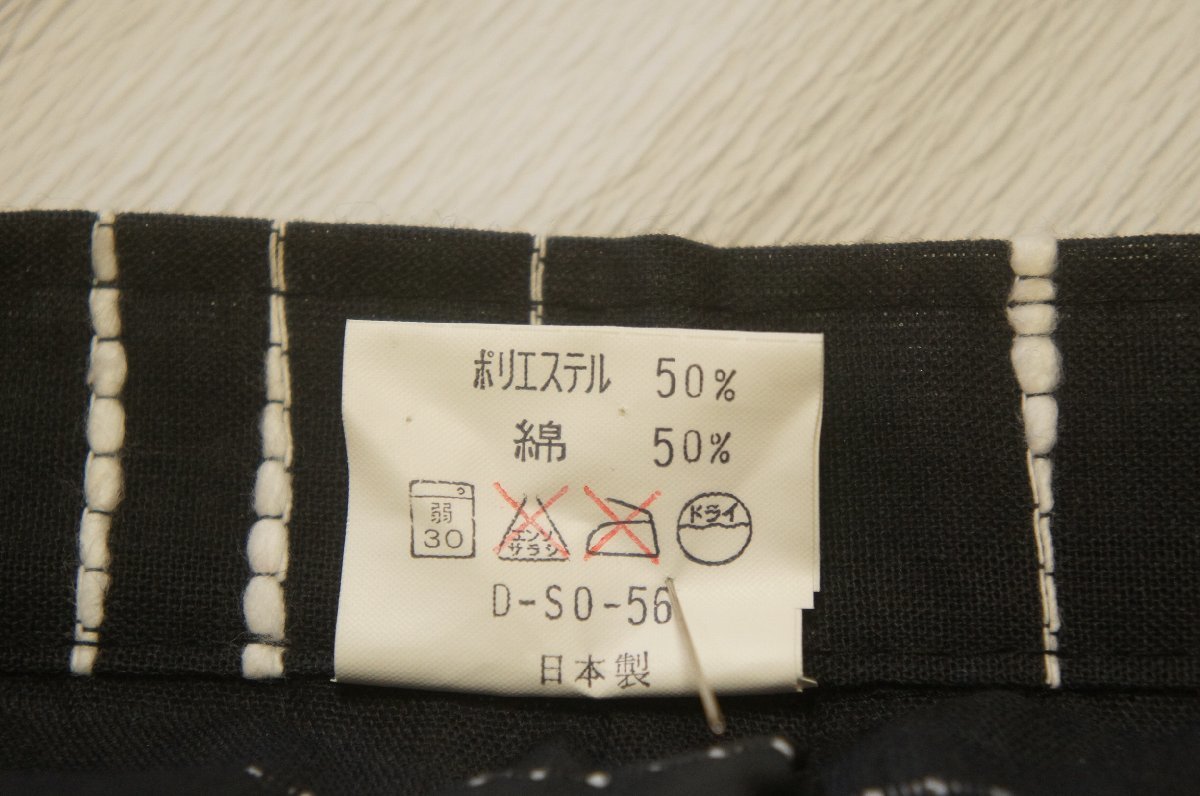 ポリエステル 50%
綿 50%
弱 30 エンソサラシ ドライ
D-SO-56
日本製